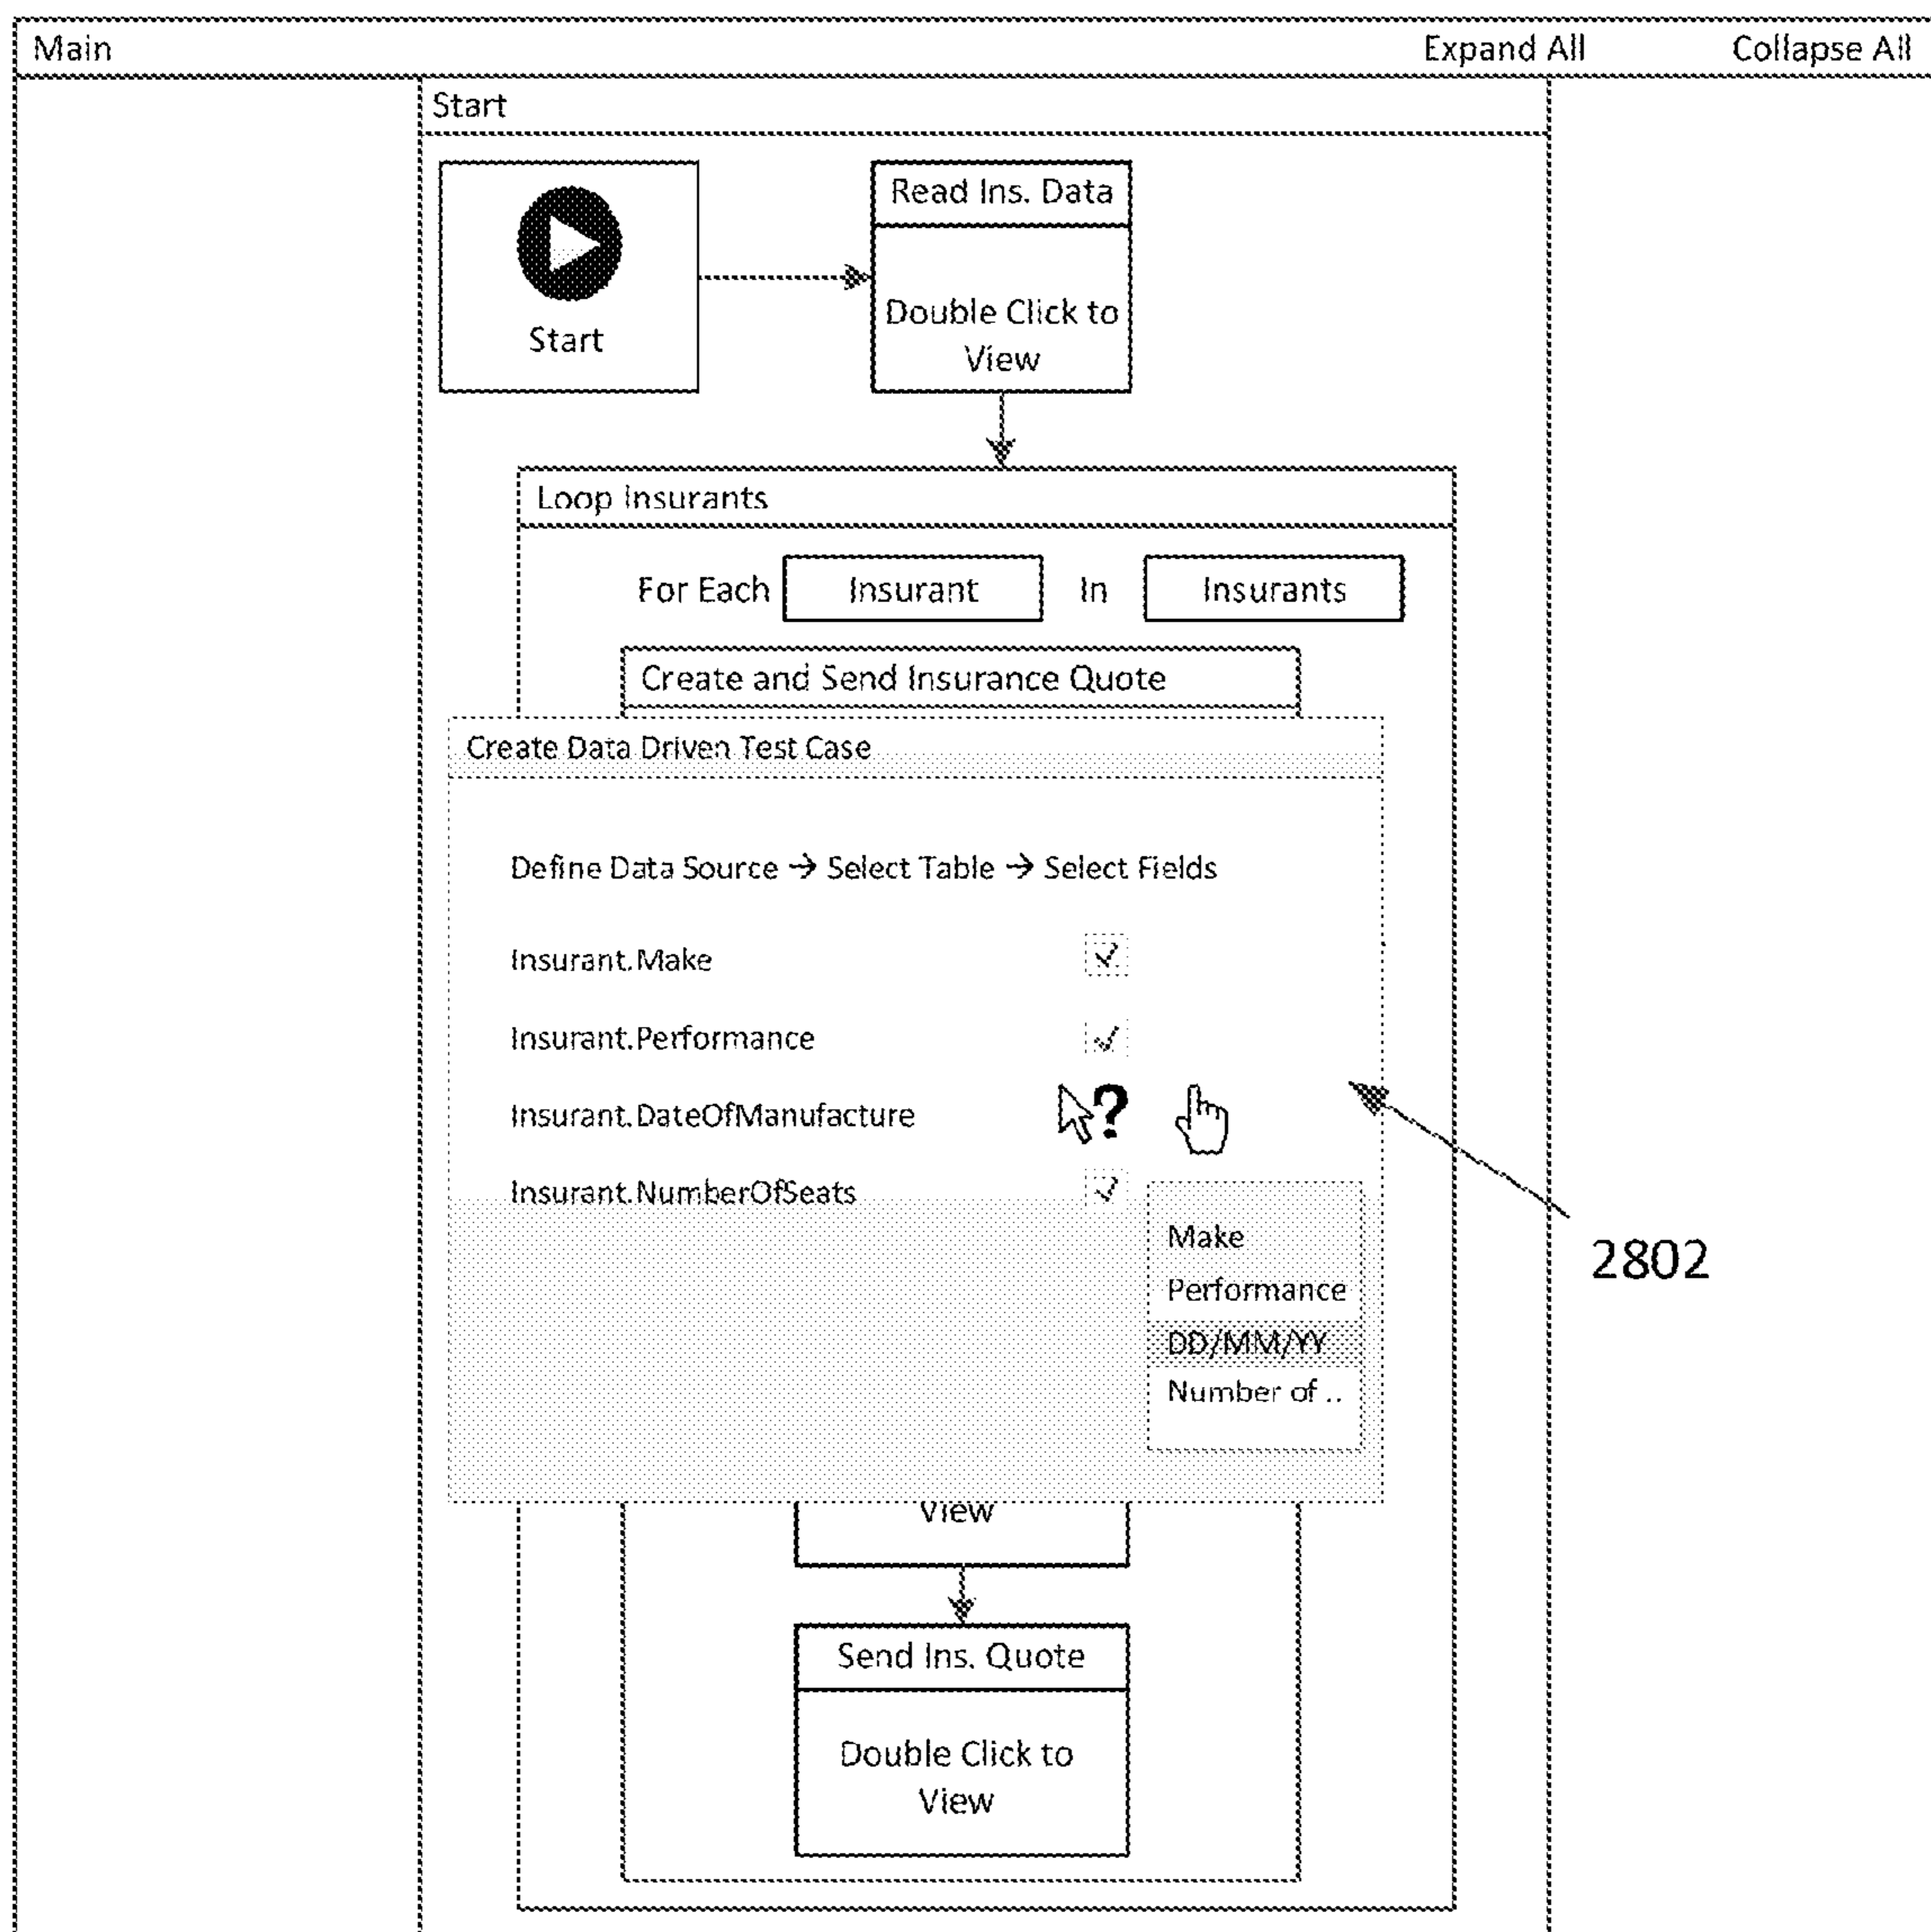 Main Expand All Collapse All
Start
Read Ins. Data
Start
Double Click to
View
Loop Insurants
For Each Insurant In Insurants
Create and Send Insurance Quote
Create Data Driven Test Case
Define Data Source → Select Table → Select Fields
Insurant.Make
Insurant.Performance
Insurant.DateOfManufacture ?
Insurant.NumberOfSeats
Make
Performance
DD/MM/YY
Number of ..
2802
View
Send Ins. Quote
Double Click to
View